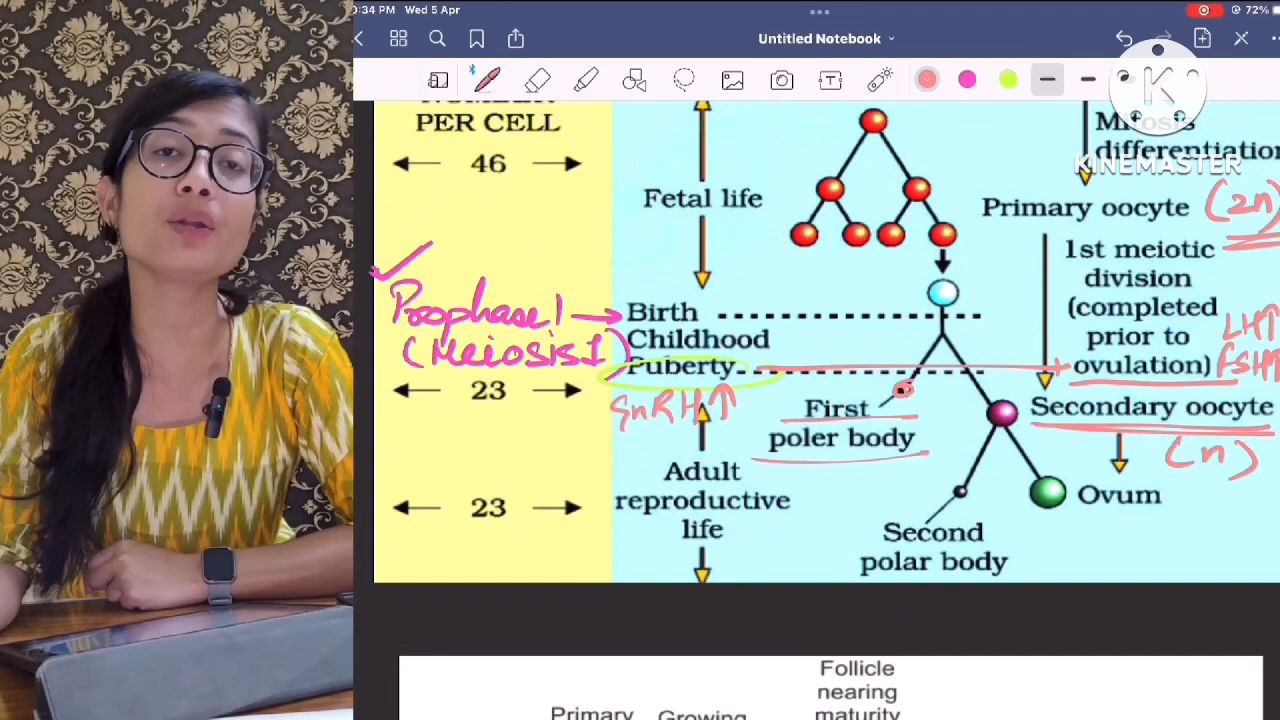 0:34 PM Wed 5 Apr
72%
Untitled Notebook
KINEMASTER
PER CELL
46
Fetal life
Mitosis
differentiation
Primary oocyte (2n)
1st meiotic
division
(completed
prior to
ovulation)
LH↑
FSH↑
Prophase I → Birth
(Meiosis I)
Childhood
Puberty
GnRH↑
23
First
poler body
Secondary oocyte
(n)
Adult
reproductive
life
23
Ovum
Second
polar body
Follicle
nearing
maturity
Primary
Growing